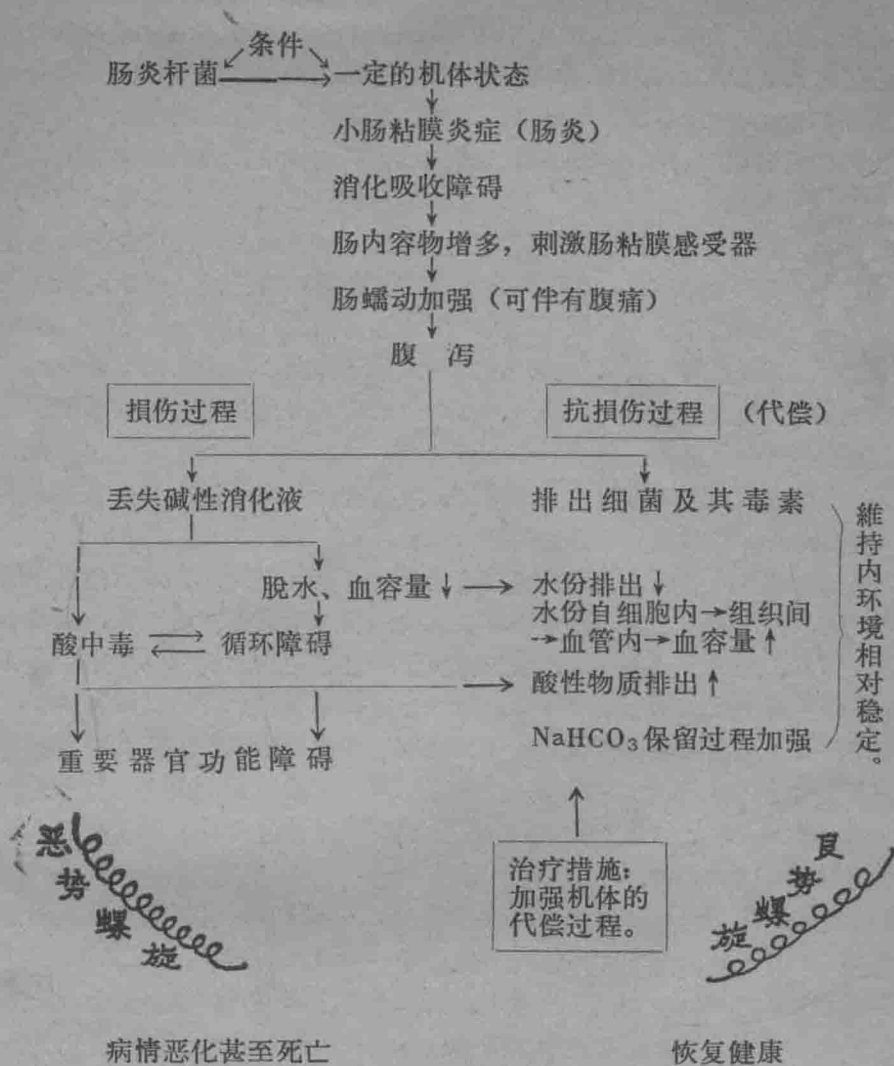 条件
肠炎杆菌 → 一定的机体状态
小肠粘膜炎症（肠炎）
消化吸收障碍
肠内容物增多，刺激肠粘膜感受器
肠蠕动加强（可伴有腹痛）
腹泻
損伤过程
抗損伤过程（代偿）
丢失碱性消化液
排出细菌及其毒素
脫水、血容量↓ → 水份排出↓
水份自细胞内→组织间
→血管内→血容量↑
酸中毒 ⇄ 循环障碍
酸性物质排出↑
NaHCO₃保留过程加强
重要器官功能障碍
維持内环境相对稳定。
治疗措施：
加强机体的
代偿过程。
恶势螺旋
良势螺旋
病情恶化甚至死亡
恢复健康